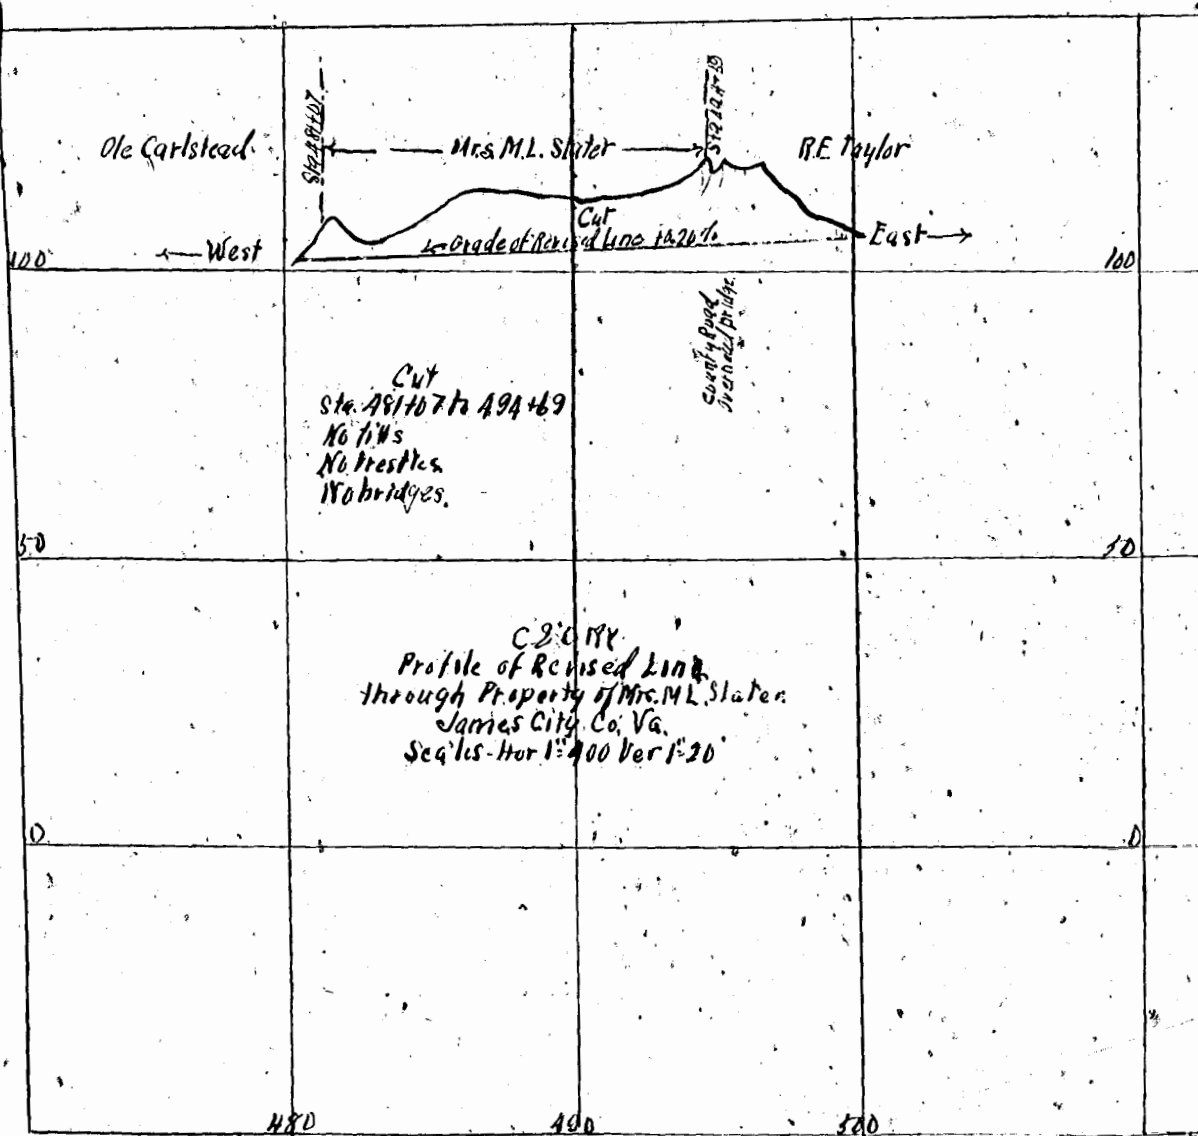 Sta 481+07
Sta 494+69
Ole Carlstead
Mrs. M.L. Slater
R.E. Taylor
Cut
West
Grade of Revised Line +0.20%
East
100
100
County Road
Overhead bridge
Cut
Sta. 481+07 to 494+69
No fills
No trestles
No bridges.
50
50
C & O Ry
Profile of Revised Line
through Property of Mrs. M L. Slater.
James City Co. Va.
Scales - Hor 1"=400 Ver 1"=20'
0
0
480
490
500